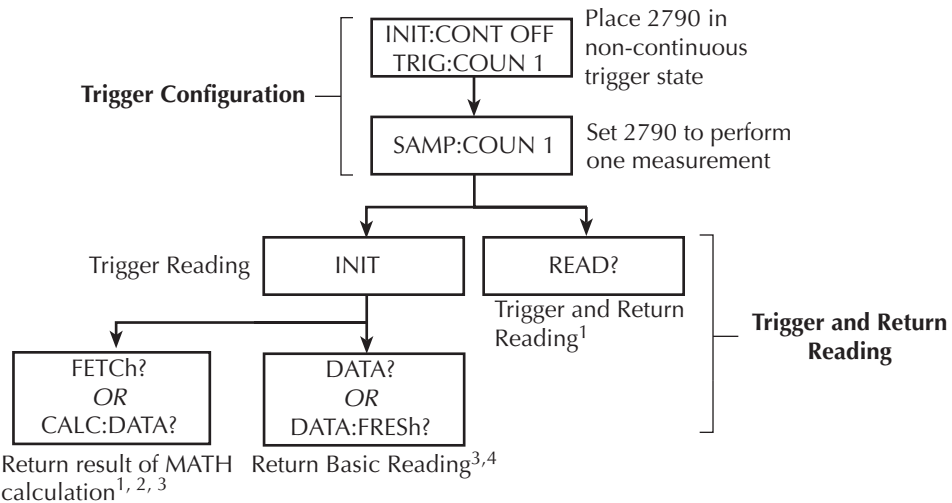 INIT:CONT OFF
TRIG:COUN 1
Place 2790 in
non-continuous
trigger state
Trigger Configuration
SAMP:COUN 1
Set 2790 to perform
one measurement
Trigger Reading
INIT
READ?
Trigger and Return
Reading1
Trigger and Return
Reading
FETCh?
OR
CALC:DATA?
DATA?
OR
DATA:FRESh?
Return result of MATH
calculation1, 2, 3
Return Basic Reading3,4